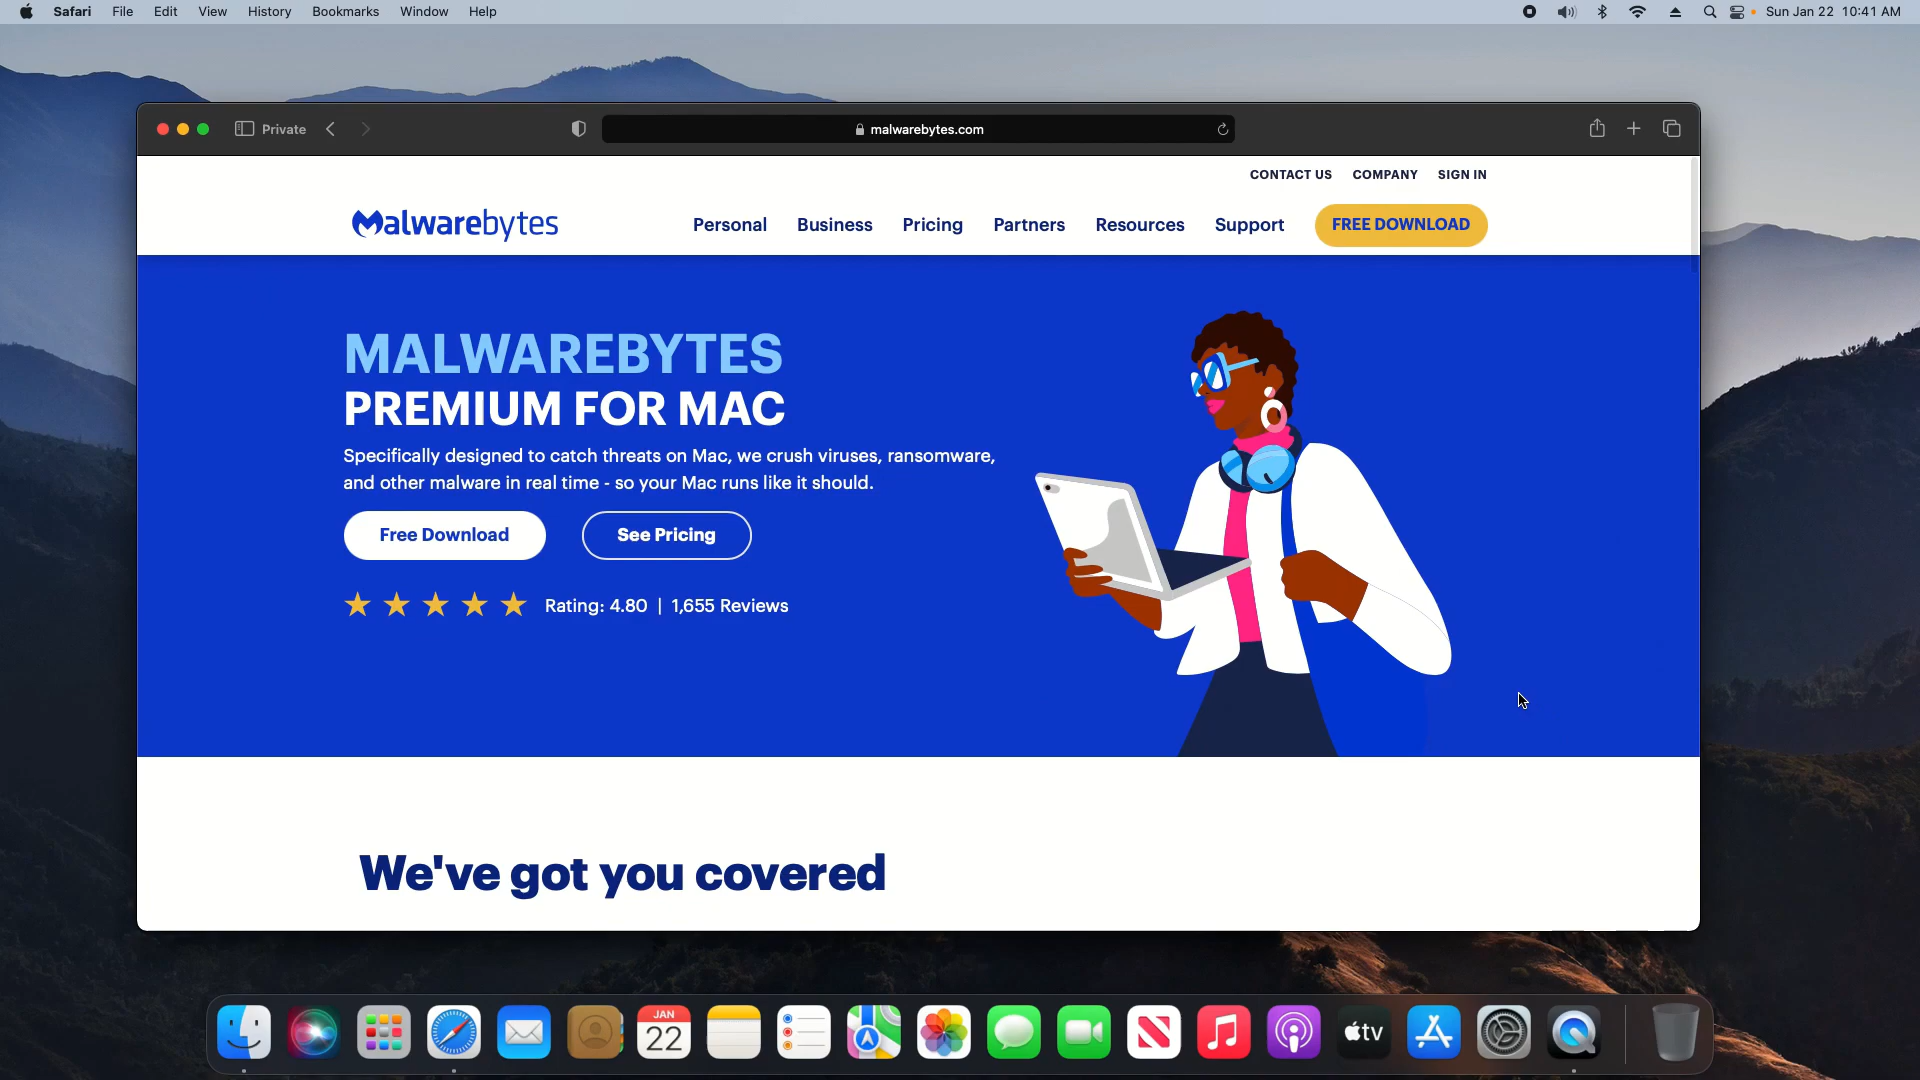 Safari File Edit View History Bookmarks Window Help Sun Jan 22 10:41 AM
Private malwarebytes.com
CONTACT US COMPANY SIGN IN
Malwarebytes Personal Business Pricing Partners Resources Support FREE DOWNLOAD
MALWAREBYTES
PREMIUM FOR MAC
Specifically designed to catch threats on Mac, we crush viruses, ransomware,
and other malware in real time - so your Mac runs like it should.
Free Download See Pricing
Rating: 4.80 | 1,655 Reviews
We've got you covered
JAN
22
tv